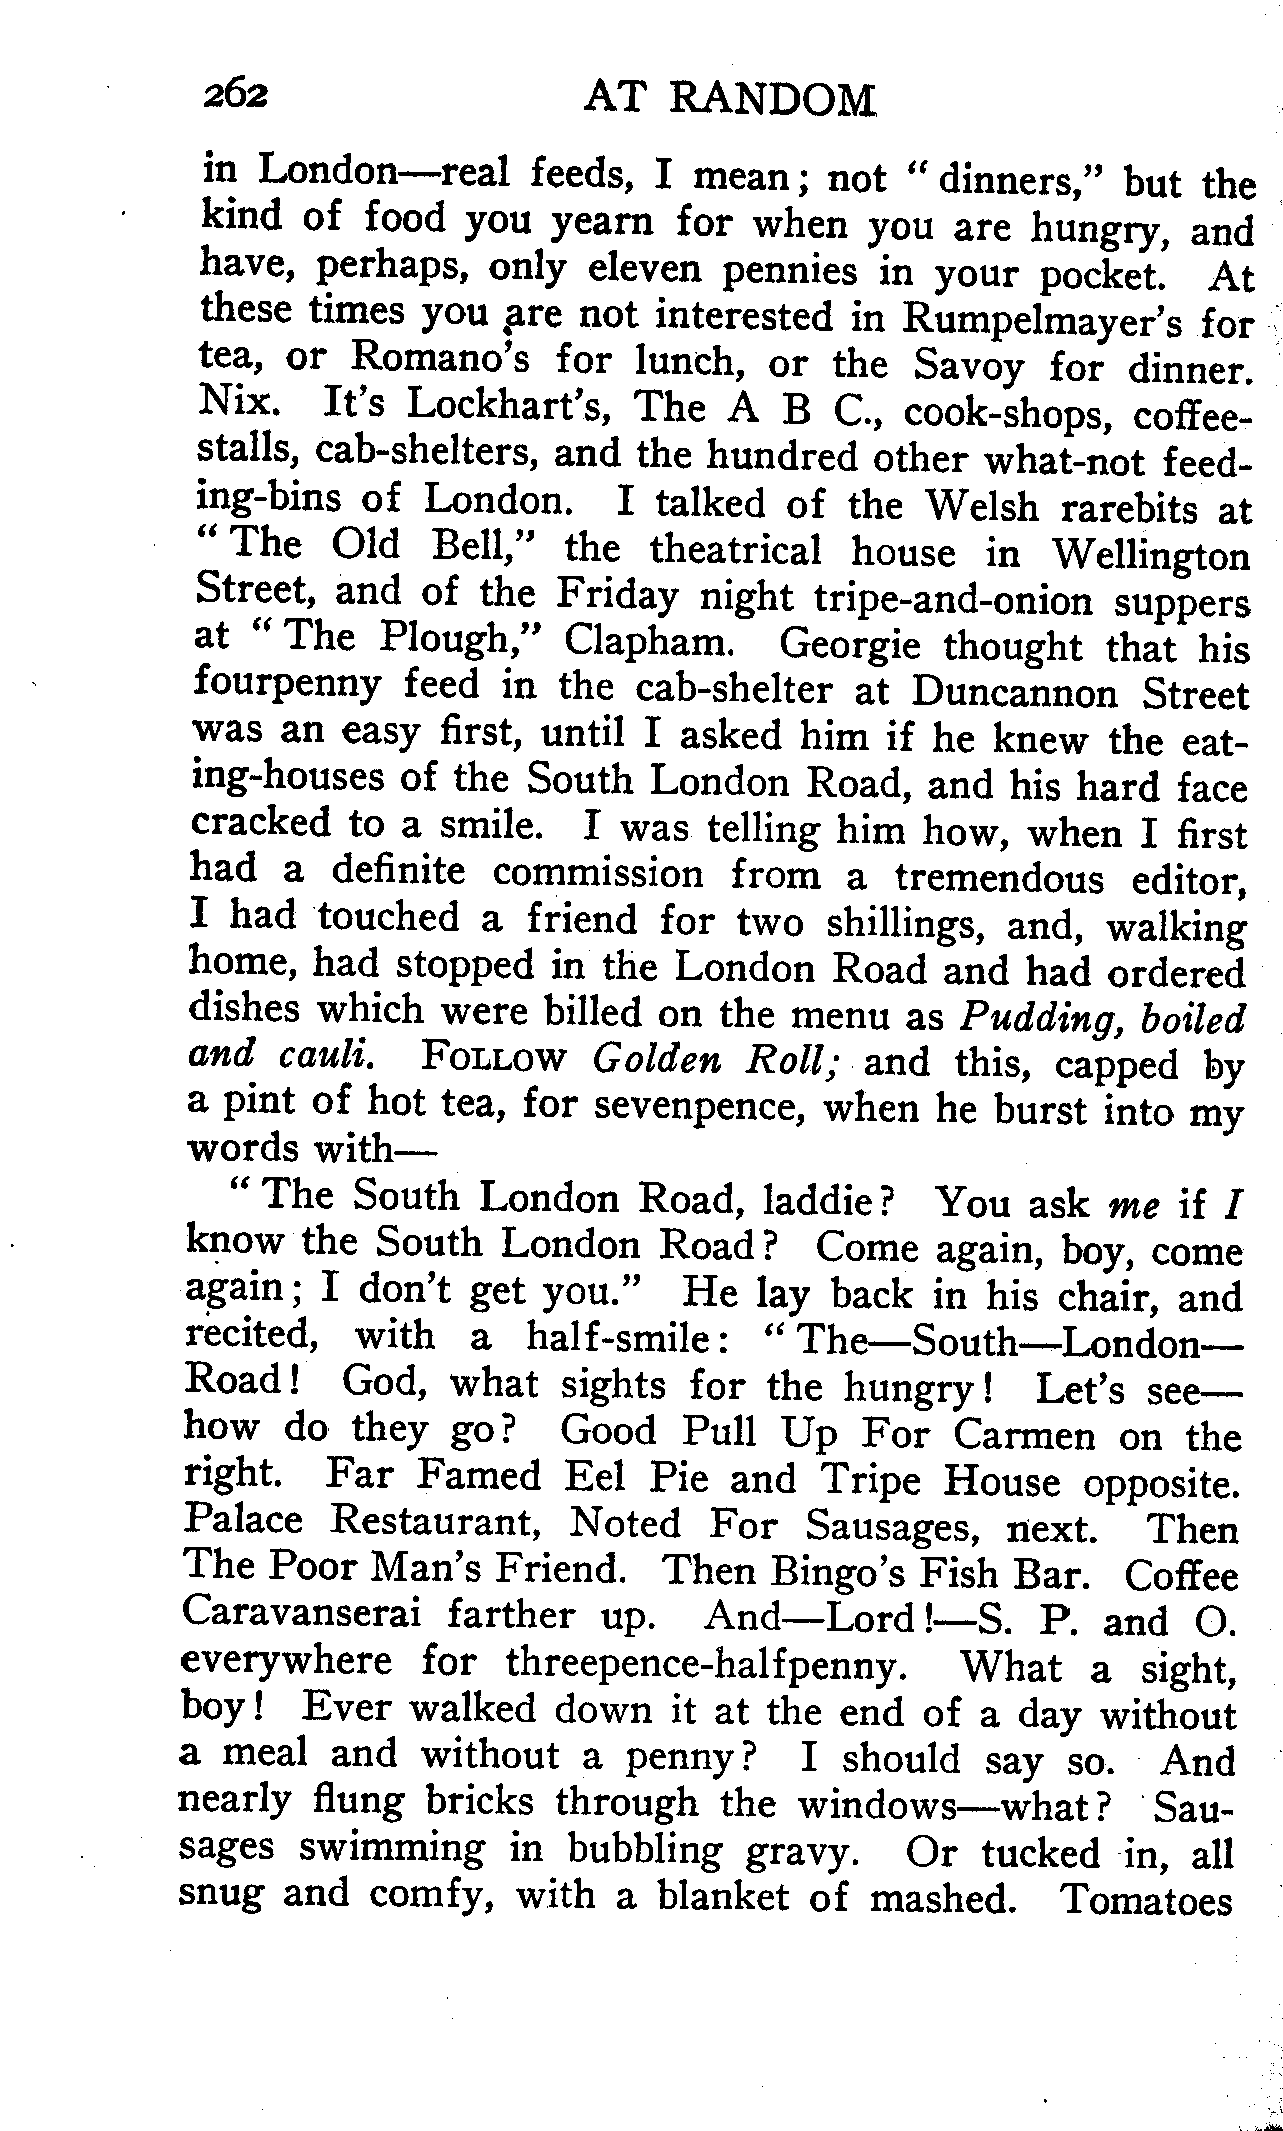 262 AT RANDOM
in London—real feeds, I mean; not “dinners,” but the
kind of food you yearn for when you are hungry, and
have, perhaps, only eleven pennies in your pocket. At
these times you are not interested in Rumpelmayer's for
tea, or Romano's for lunch, or the Savoy for dinner.
Nix. It's Lockhart's, The A B C., cook-shops, coffee-
stalls, cab-shelters, and the hundred other what-not feed-
ing-bins of London. I talked of the Welsh rarebits at
“The Old Bell,” the theatrical house in Wellington
Street, and of the Friday night tripe-and-onion suppers
at “The Plough,” Clapham. Georgie thought that his
fourpenny feed in the cab-shelter at Duncannon Street
was an easy first, until I asked him if he knew the eat-
ing-houses of the South London Road, and his hard face
cracked to a smile. I was telling him how, when I first
had a definite commission from a tremendous editor,
I had touched a friend for two shillings, and, walking
home, had stopped in the London Road and had ordered
dishes which were billed on the menu as Pudding, boiled
and cauli. FOLLOW Golden Roll; and this, capped by
a pint of hot tea, for sevenpence, when he burst into my
words with—
“The South London Road, laddie? You ask me if I
know the South London Road? Come again, boy, come
again; I don't get you.” He lay back in his chair, and
recited, with a half-smile: “The—South—London—
Road! God, what sights for the hungry! Let's see—
how do they go? Good Pull Up For Carmen on the
right. Far Famed Eel Pie and Tripe House opposite.
Palace Restaurant, Noted For Sausages, next. Then
The Poor Man's Friend. Then Bingo's Fish Bar. Coffee
Caravanserai farther up. And—Lord!—S. P. and O.
everywhere for threepence-halfpenny. What a sight,
boy! Ever walked down it at the end of a day without
a meal and without a penny? I should say so. And
nearly flung bricks through the windows—what? Sau-
sages swimming in bubbling gravy. Or tucked in, all
snug and comfy, with a blanket of mashed. Tomatoes